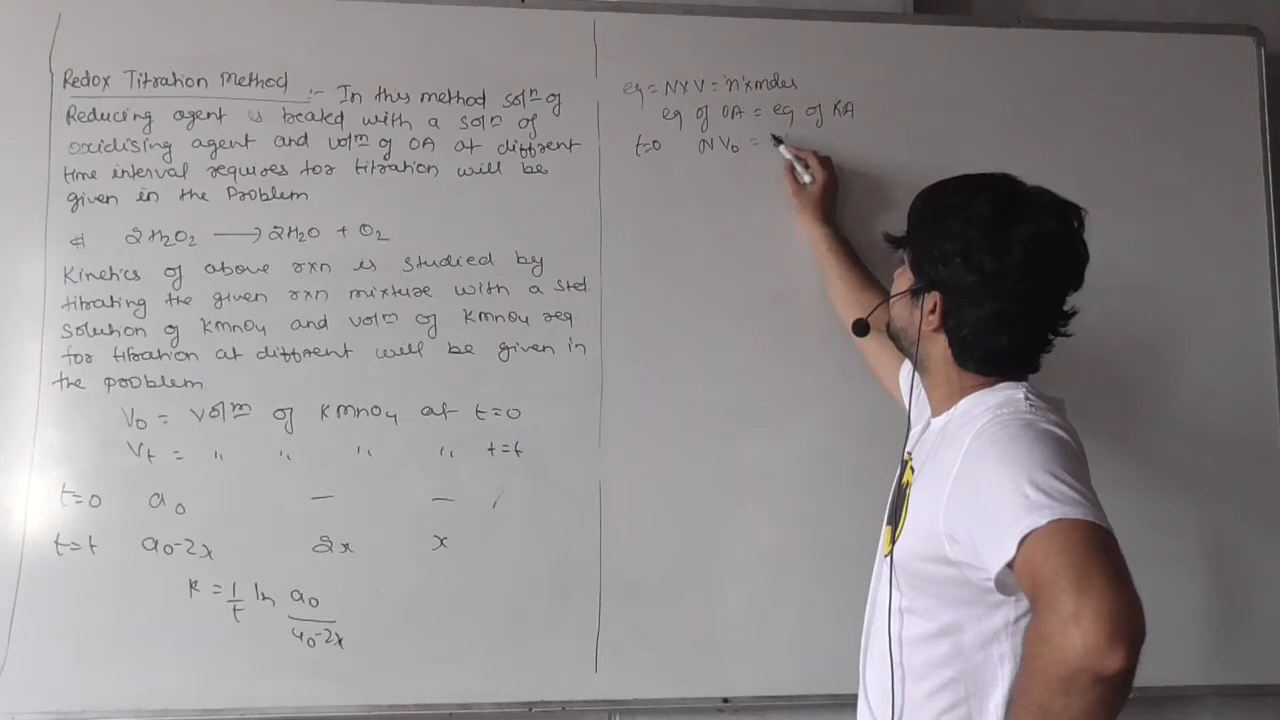 Redox Titration Method :- In this method solⁿ of
Reducing agent is treated with a solⁿ of
oxidising agent and volᵐ of OA at different
time interval requires for titration will be
given in the Problem
# 2H₂O₂ ⟶ 2H₂O + O₂
Kinetics of above rxn is studied by
titrating the given rxn mixture with a std
solution of KMnO₄ and volᵐ of KMnO₄ req
for titration at different will be given in
the problem
V₀ = volᵐ of KMnO₄ at t=0
Vₜ = " " " " t=t
t=0 a₀ — —
t=t a₀-2x 2x x
K = 1/t ln a₀/a₀-2x
eq = N×V = 'n'×moles
eq of OA = eq of RA
t=0 NV₀ =